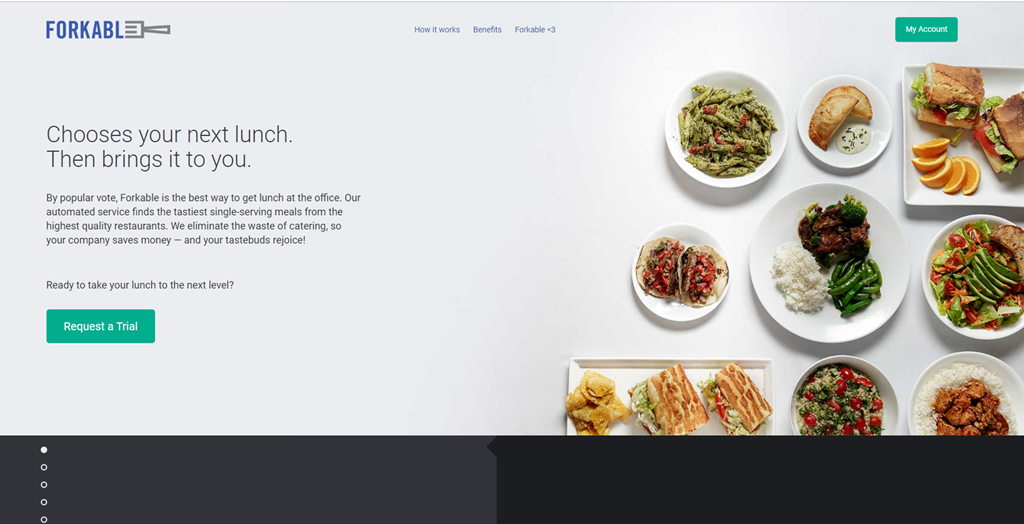 FORKABLE
How it works
Benefits
Forkable <3
My Account
Chooses your next lunch.
Then brings it to you.
By popular vote, Forkable is the best way to get lunch at the office. Our
automated service finds the tastiest single-serving meals from the
highest quality restaurants. We eliminate the waste of catering, so
your company saves money — and your tastebuds rejoice!
Ready to take your lunch to the next level?
Request a Trial